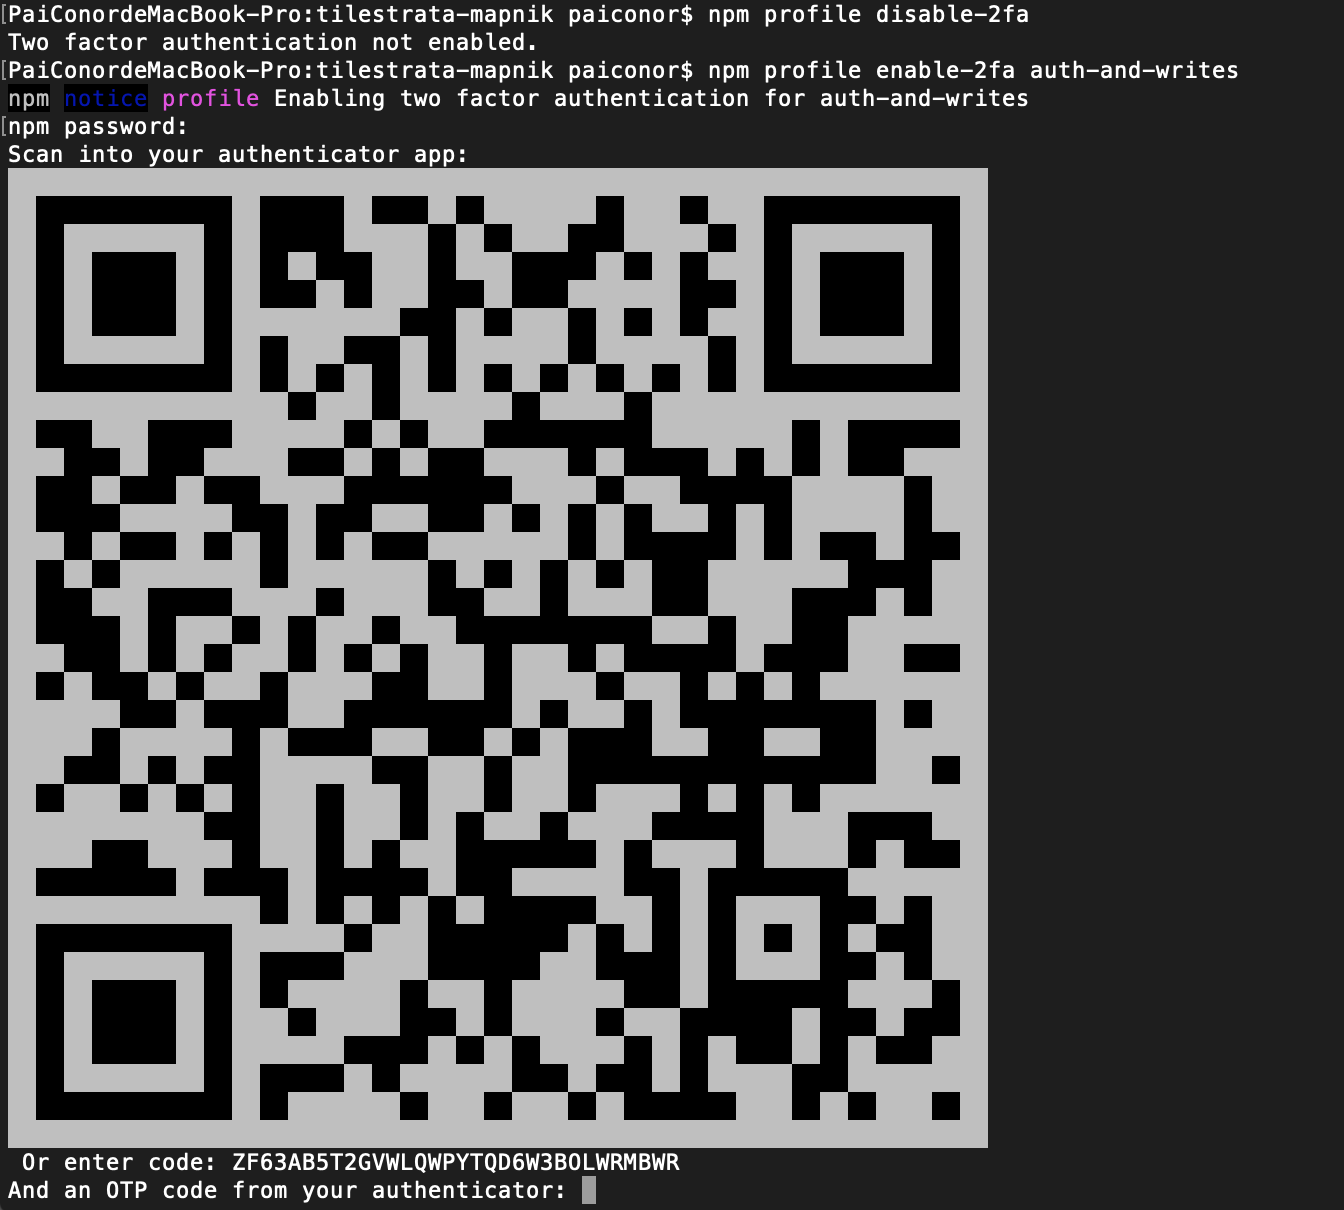 [PaiConordeMacBook-Pro:tilestrata-mapnik paiconor$ npm profile disable-2fa
Two factor authentication not enabled.
[PaiConordeMacBook-Pro:tilestrata-mapnik paiconor$ npm profile enable-2fa auth-and-writes
npm notice profile Enabling two factor authentication for auth-and-writes
[npm password:
Scan into your authenticator app:
Or enter code: ZF63AB5T2GVWLQWPYTQD6W3BOLWRMBWR
And an OTP code from your authenticator: